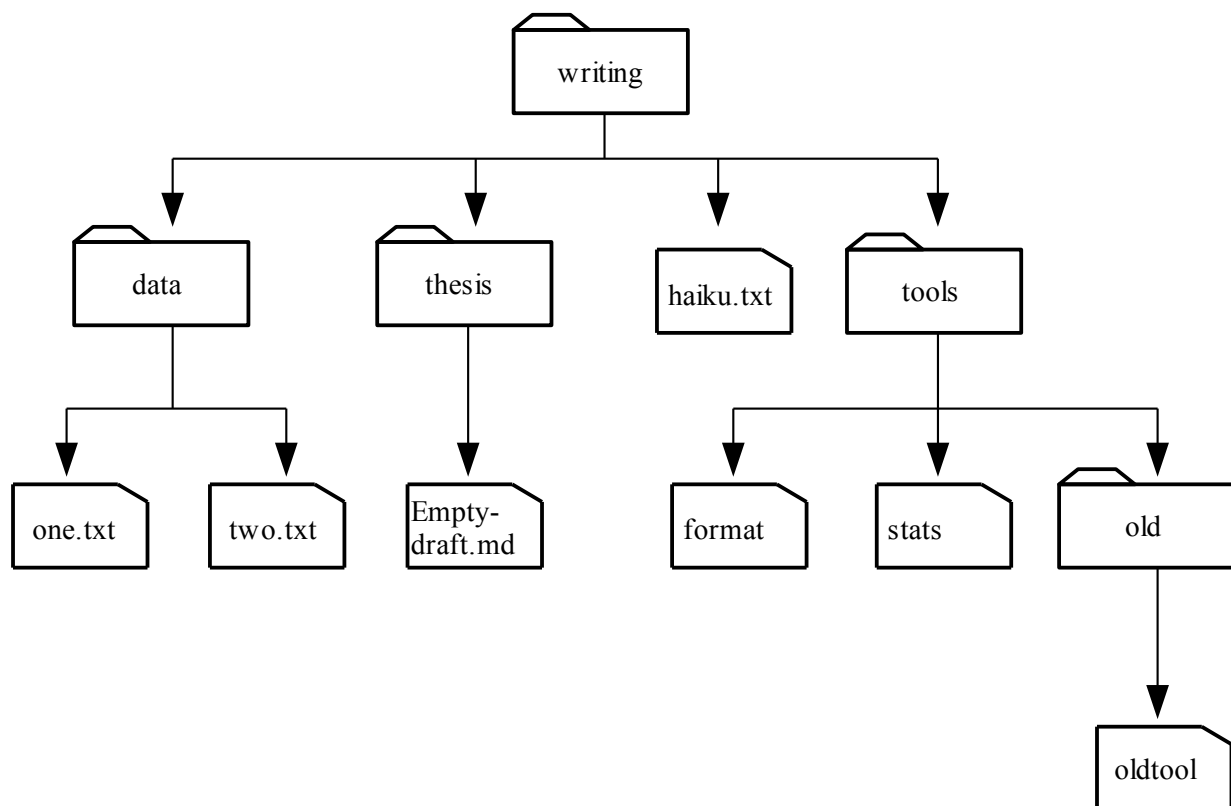 writing
data
thesis
haiku.txt
tools
one.txt
two.txt
Empty-
draft.md
format
stats
old
oldtool